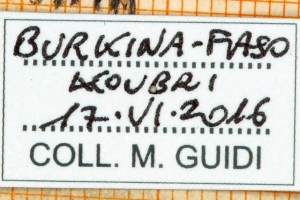 BURKINA-FASO
KOUBRI
17.VI.2016
COLL. M. GUIDI